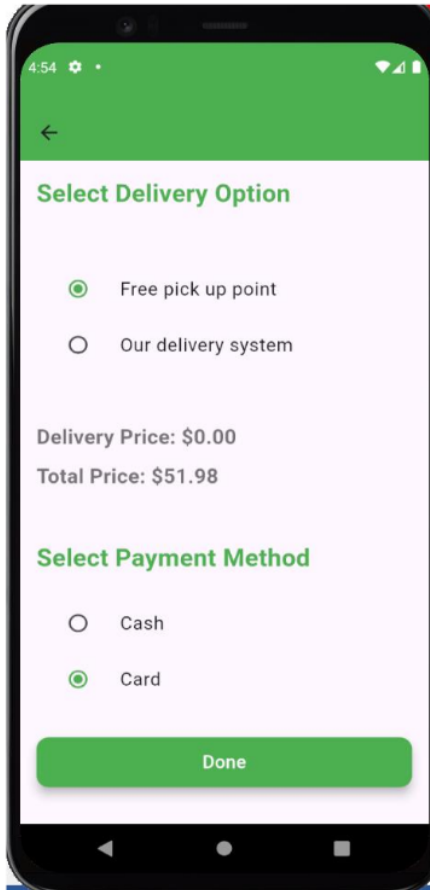 4:54
Select Delivery Option
Free pick up point
Our delivery system
Delivery Price: $0.00
Total Price: $51.98
Select Payment Method
Cash
Card
Done